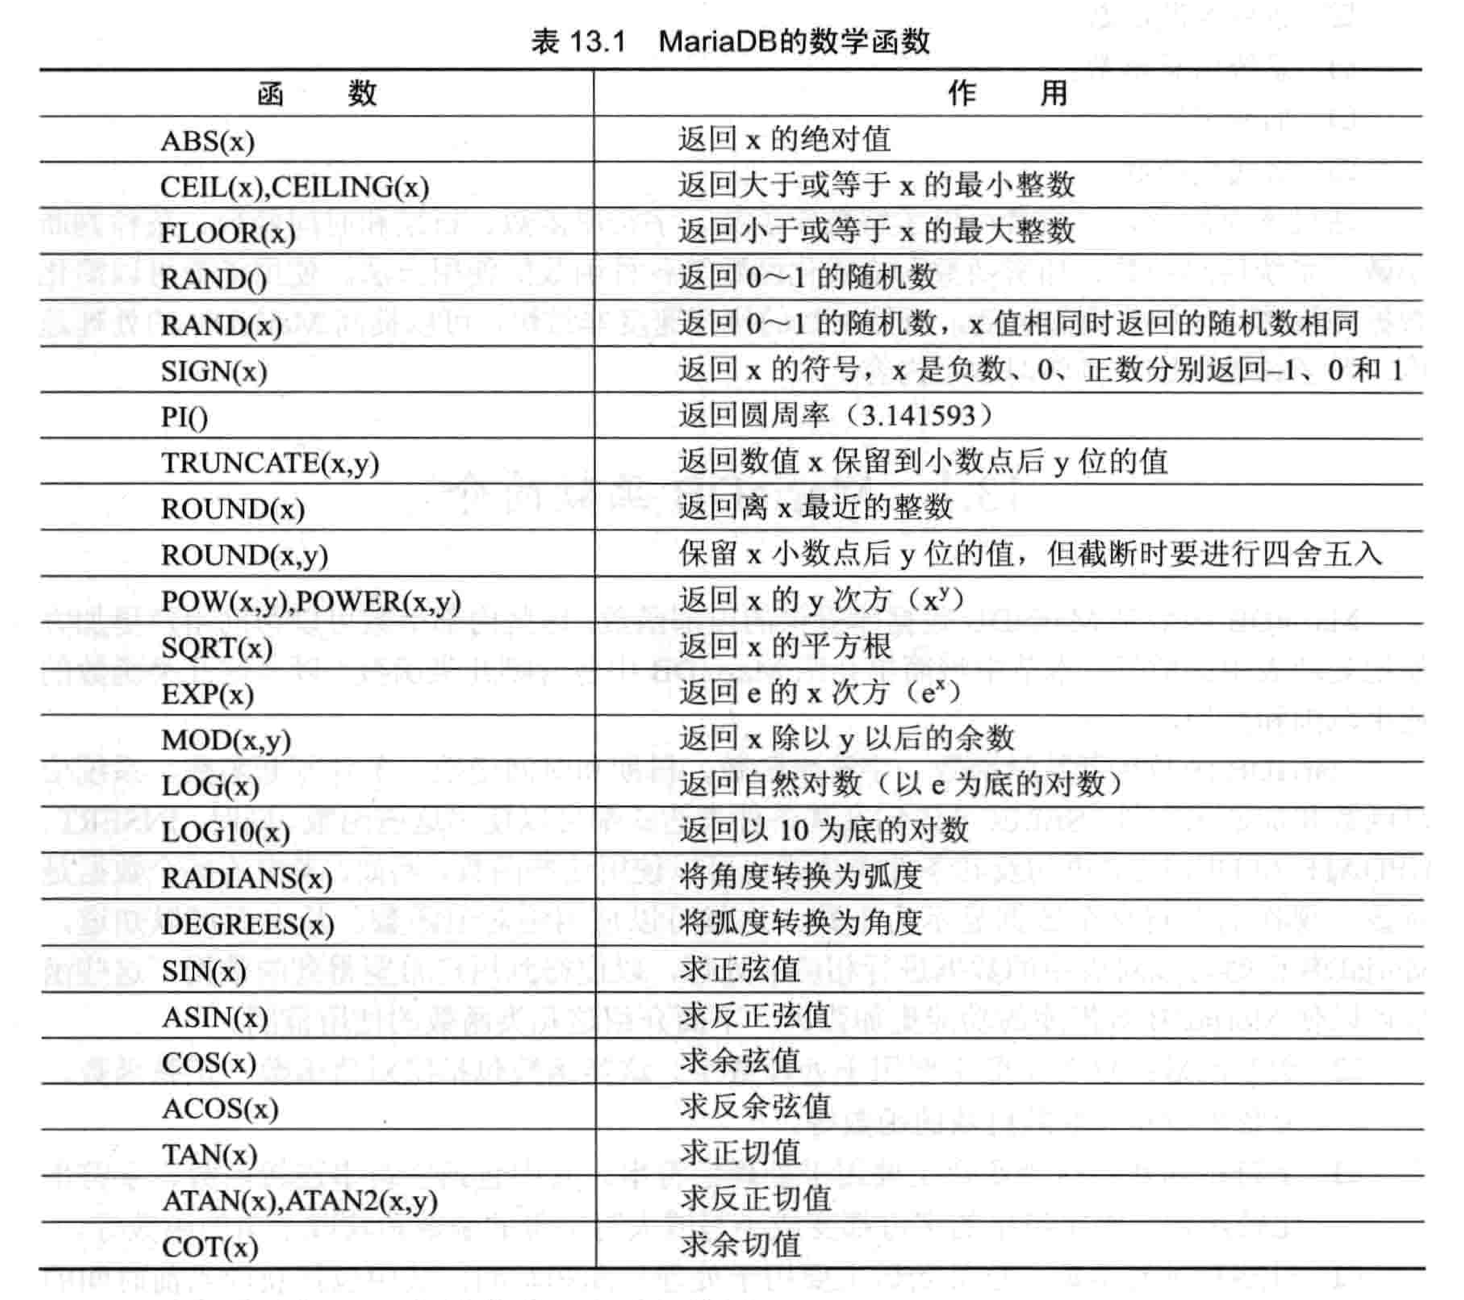 表 13.1 MariaDB的数学函数
函 数 作 用
ABS(x) 返回 x 的绝对值
CEIL(x),CEILING(x) 返回大于或等于 x 的最小整数
FLOOR(x) 返回小于或等于 x 的最大整数
RAND() 返回 0～1 的随机数
RAND(x) 返回 0～1 的随机数，x 值相同时返回的随机数相同
SIGN(x) 返回 x 的符号，x 是负数、0、正数分别返回–1、0 和 1
PI() 返回圆周率（3.141593）
TRUNCATE(x,y) 返回数值 x 保留到小数点后 y 位的值
ROUND(x) 返回离 x 最近的整数
ROUND(x,y) 保留 x 小数点后 y 位的值，但截断时要进行四舍五入
POW(x,y),POWER(x,y) 返回 x 的 y 次方（xʸ）
SQRT(x) 返回 x 的平方根
EXP(x) 返回 e 的 x 次方（eˣ）
MOD(x,y) 返回 x 除以 y 以后的余数
LOG(x) 返回自然对数（以 e 为底的对数）
LOG10(x) 返回以 10 为底的对数
RADIANS(x) 将角度转换为弧度
DEGREES(x) 将弧度转换为角度
SIN(x) 求正弦值
ASIN(x) 求反正弦值
COS(x) 求余弦值
ACOS(x) 求反余弦值
TAN(x) 求正切值
ATAN(x),ATAN2(x,y) 求反正切值
COT(x) 求余切值